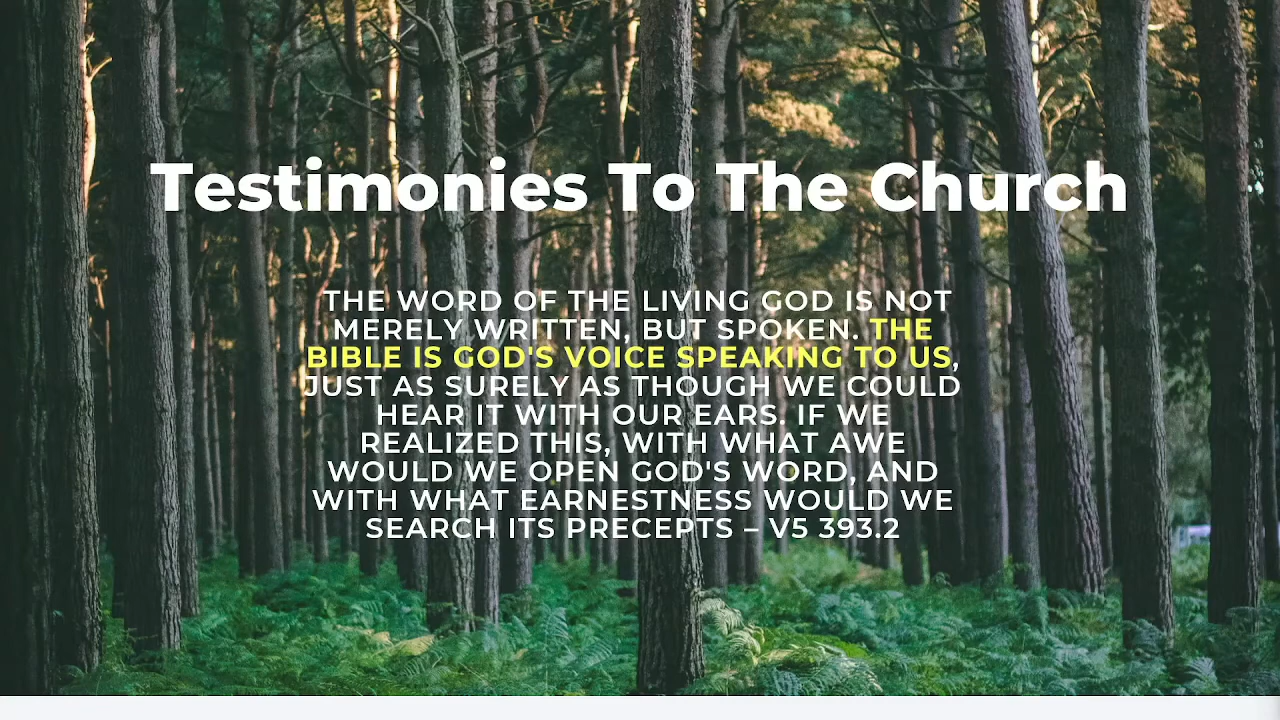 Testimonies To The Church
THE WORD OF THE LIVING GOD IS NOT
MERELY WRITTEN, BUT SPOKEN. THE
BIBLE IS GOD'S VOICE SPEAKING TO US,
JUST AS SURELY AS THOUGH WE COULD
HEAR IT WITH OUR EARS. IF WE
REALIZED THIS, WITH WHAT AWE
WOULD WE OPEN GOD'S WORD, AND
WITH WHAT EARNESTNESS WOULD WE
SEARCH ITS PRECEPTS – V5 393.2